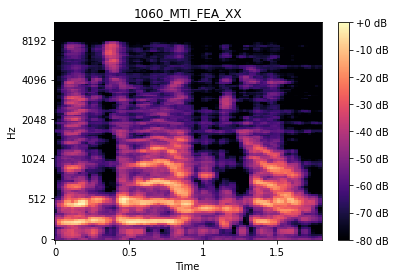 1060_MTI_FEA_XX
Hz
8192
4096
2048
1024
512
0
0
0.5
1
1.5
Time
+0 dB
-10 dB
-20 dB
-30 dB
-40 dB
-50 dB
-60 dB
-70 dB
-80 dB